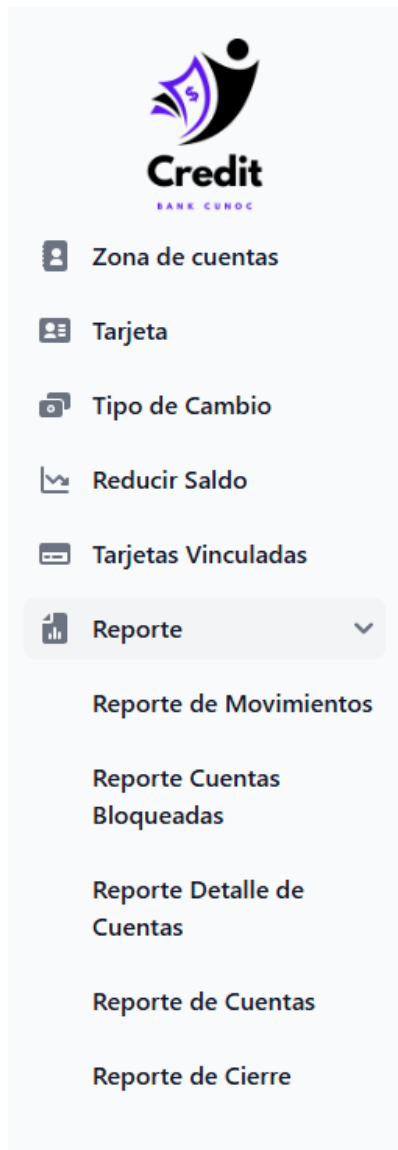 $
Credit
BANK CUNOC
Zona de cuentas
Tarjeta
Tipo de Cambio
Reducir Saldo
Tarjetas Vinculadas
Reporte
Reporte de Movimientos
Reporte Cuentas
Bloqueadas
Reporte Detalle de
Cuentas
Reporte de Cuentas
Reporte de Cierre